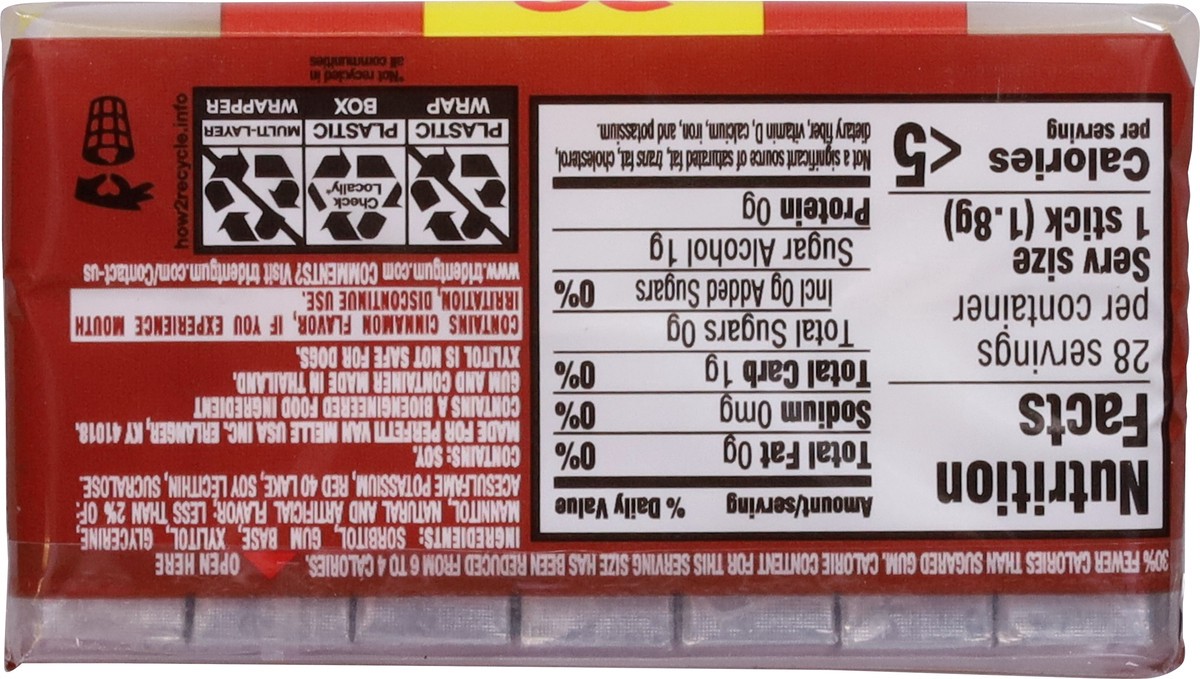 30% FEWER CALORIES THAN SUGARED GUM. CALORIE CONTENT FOR THIS SERVING SIZE HAS BEEN REDUCED FROM 6 TO 4 CALORIES.
OPEN HERE
Nutrition
Facts
28 servings
per container
Serv size
1 stick (1.8g)
Calories
per serving
<5
Amount/serving % Daily Value
Total Fat 0g 0%
Sodium 0mg 0%
Total Carb 1g 0%
Total Sugars 0g
Incl 0g Added Sugars 0%
Sugar Alcohol 1g
Protein 0g
Not a significant source of saturated fat, trans fat, cholesterol,
dietary fiber, vitamin D, calcium, iron, and potassium.
INGREDIENTS: SORBITOL, GUM BASE, XYLITOL, GLYCERINE,
MANNITOL, NATURAL AND ARTIFICIAL FLAVOR; LESS THAN 2% OF:
ACESULFAME POTASSIUM, RED 40 LAKE, SOY LECITHIN, SUCRALOSE.
CONTAINS: SOY.
MADE FOR PERFETTI VAN MELLE USA INC. ERLANGER, KY 41018.
CONTAINS A BIOENGINEERED FOOD INGREDIENT
GUM AND CONTAINER MADE IN THAILAND.
XYLITOL IS NOT SAFE FOR DOGS.
CONTAINS CINNAMON FLAVOR, IF YOU EXPERIENCE MOUTH
IRRITATION, DISCONTINUE USE.
www.tridentgum.com COMMENTS? Visit tridentgum.com/Contact-us
Check
Locally*
PLASTIC
WRAP
PLASTIC
BOX
MULTI-LAYER
WRAPPER
how2recycle.info
*Not recycled in
all communities